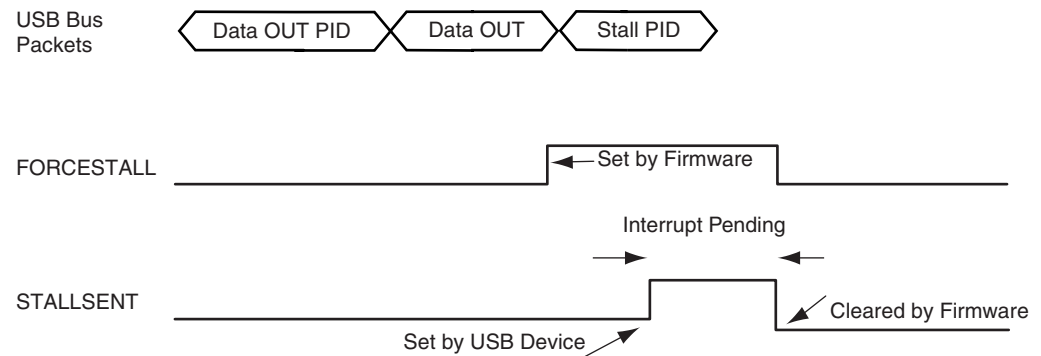 USB Bus
Packets
Data OUT PID
Data OUT
Stall PID
FORCESTALL
Set by Firmware
Interrupt Pending
STALLSENT
Cleared by Firmware
Set by USB Device